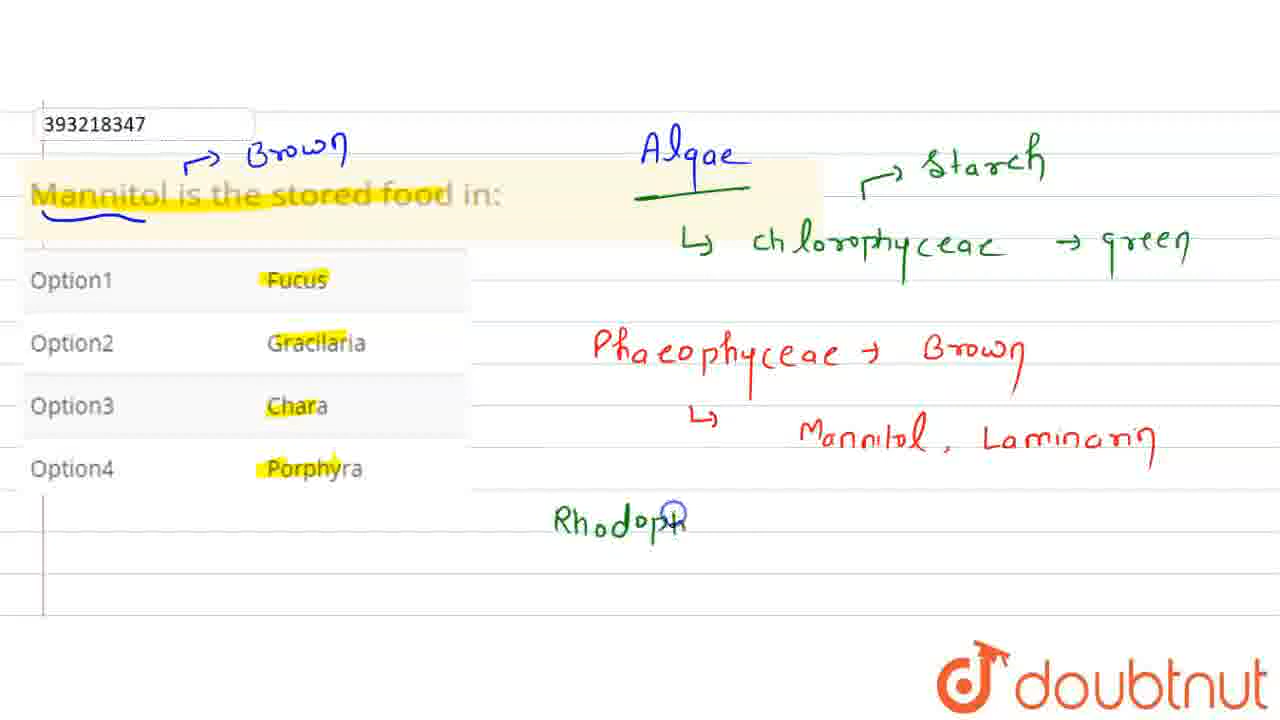 393218347
Brown
Mannitol is the stored food in:
Option1 Fucus
Option2 Gracilaria
Option3 Chara
Option4 Porphyra
Algae
Starch
chlorophyceae → green
Phaeophyceae → Brown
Mannitol, Laminarin
Rhodoph
doubtnut